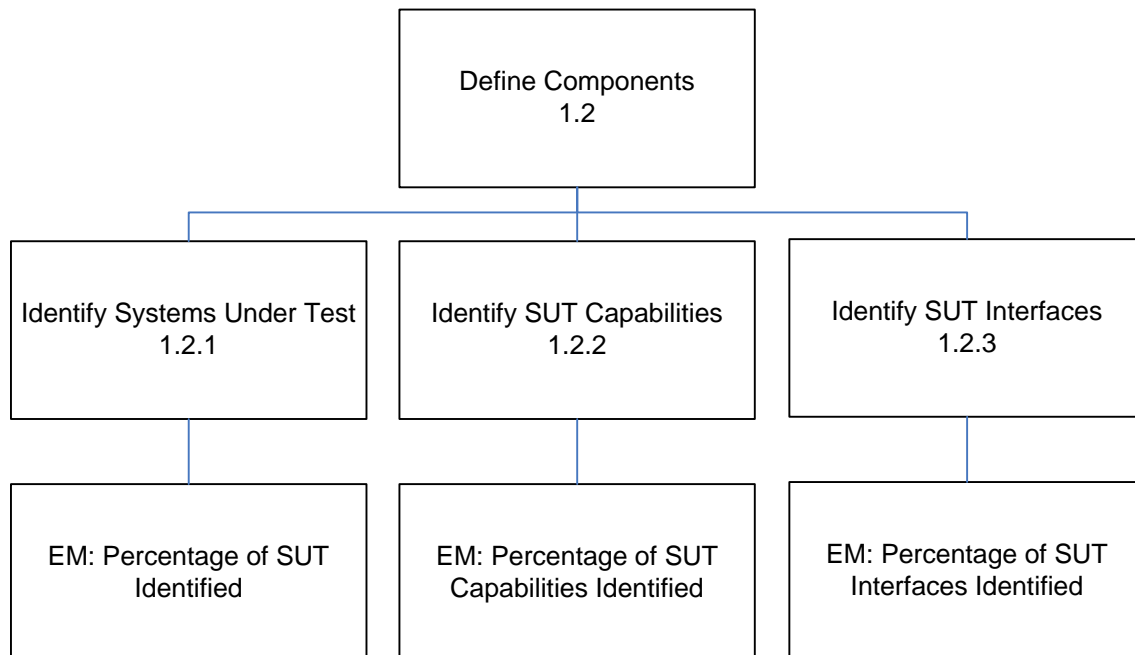 Define Components
1.2
Identify Systems Under Test
1.2.1
Identify SUT Capabilities
1.2.2
Identify SUT Interfaces
1.2.3
EM: Percentage of SUT
Identified
EM: Percentage of SUT
Capabilities Identified
EM: Percentage of SUT
Interfaces Identified